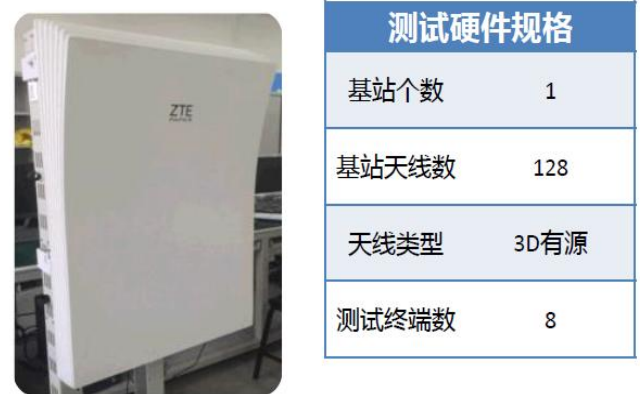 ZTE
测试硬件规格
基站个数 1
基站天线数 128
天线类型 3D有源
测试终端数 8